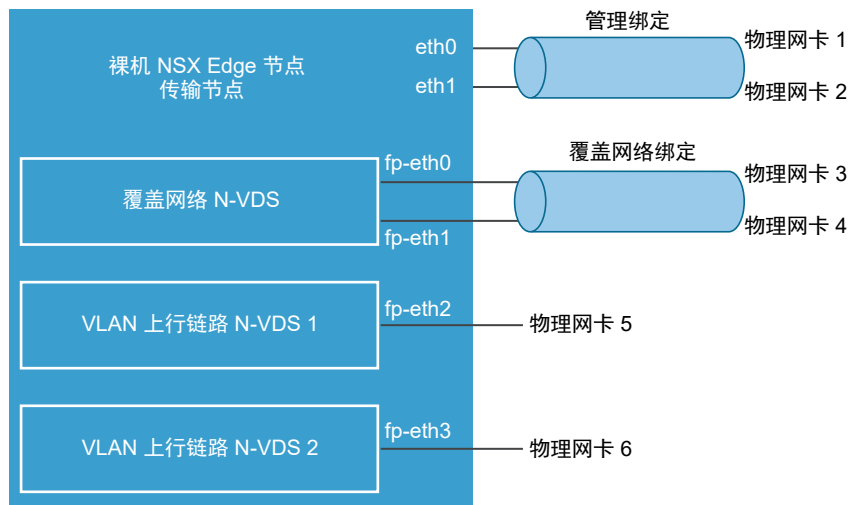 管理绑定
eth0
物理网卡 1
裸机 NSX Edge 节点
传输节点
eth1
物理网卡 2
覆盖网络绑定
fp-eth0
物理网卡 3
覆盖网络 N-VDS
物理网卡 4
fp-eth1
fp-eth2
VLAN 上行链路 N-VDS 1
物理网卡 5
fp-eth3
VLAN 上行链路 N-VDS 2
物理网卡 6